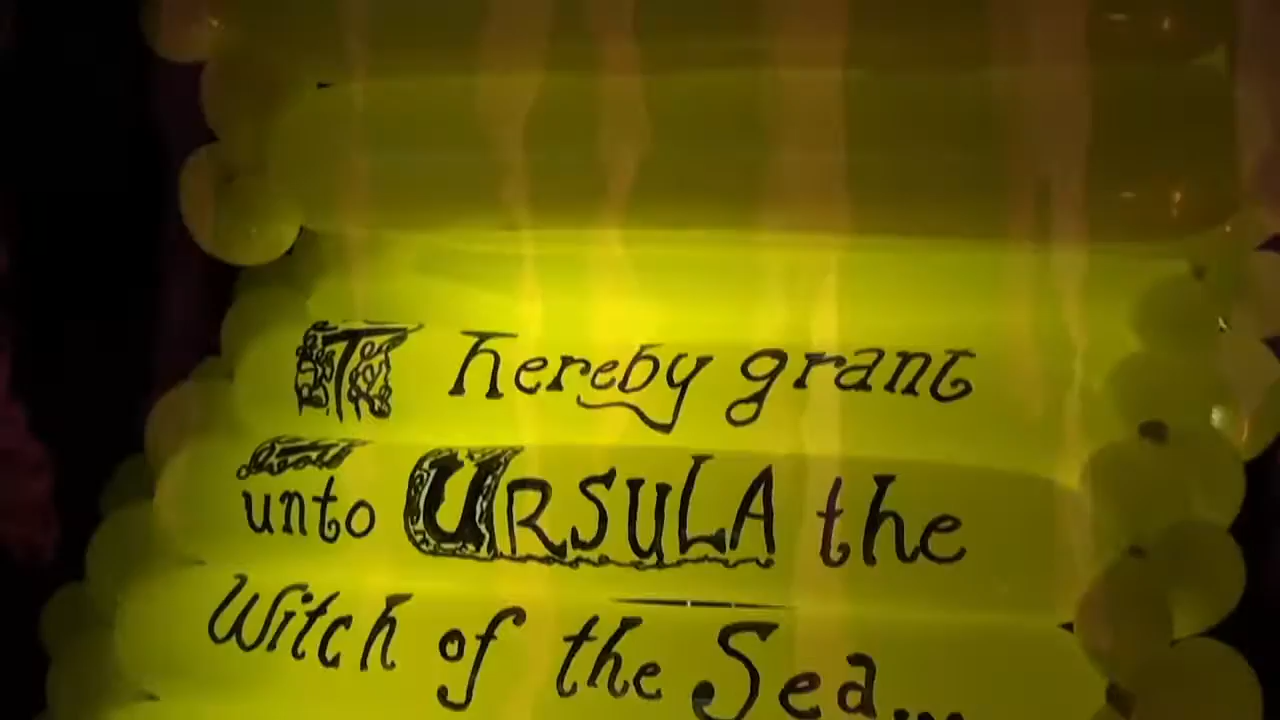 I hereby grant
unto URSULA the
Witch of the Sea...